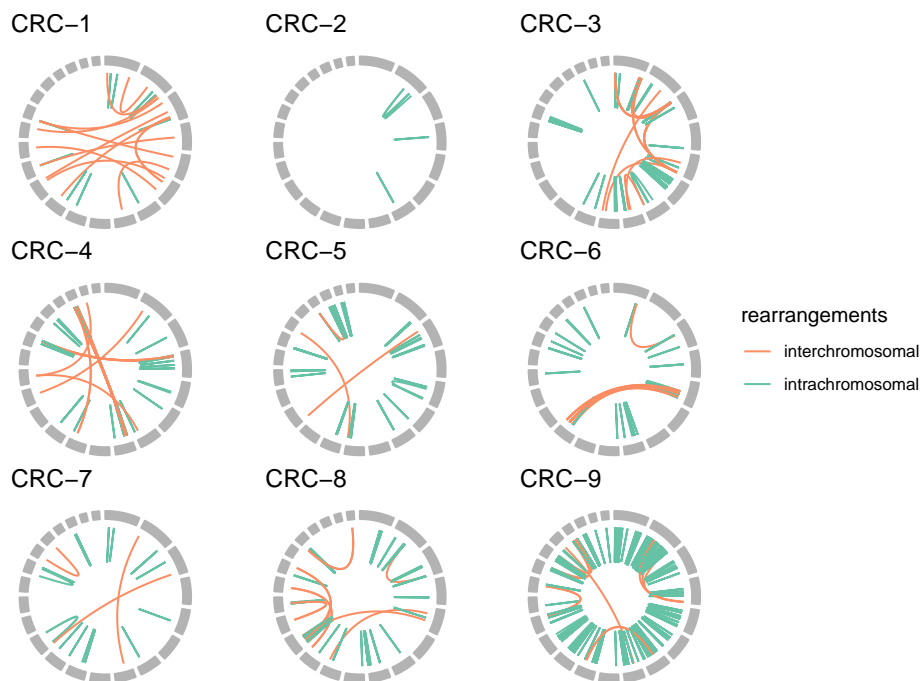 CRC−1
CRC−2
CRC−3
CRC−4
CRC−5
CRC−6
rearrangements
interchromosomal
intrachromosomal
CRC−7
CRC−8
CRC−9